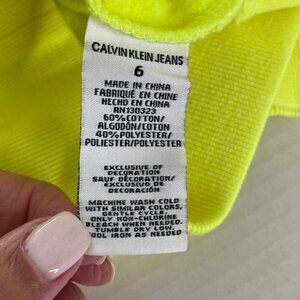 CALVIN KLEIN JEANS
6
MADE IN CHINA
FABRIQUÉ EN CHINE
HECHO EN CHINA
AN130323
60%COTTON/
ALGODÓN/COTON
40%POLYESTER/
POLIESTER/POLYESTER
EXCLUSIVE OF
DECORATION
SAUF DÉCORATION/
EXCLUSIVO DE
DECORACIÓN
MACHINE WASH COLD
WITH SIMILAR COLORS,
GENTLE CYCLE.
ONLY NON-CHLORINE
BLEACH WHEN NEEDED.
TUMBLE DRY LOW.
COOL IRON AS NEEDED